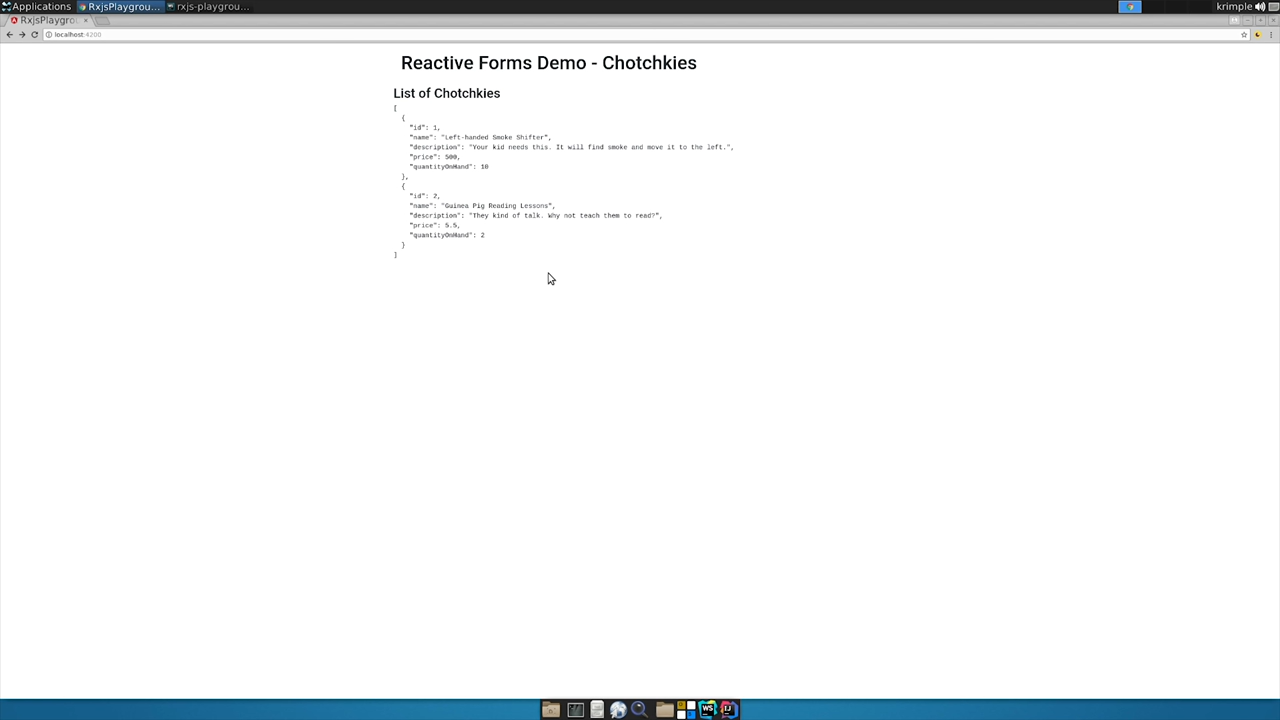 Applications
RxjsPlaygrou...
rxjs-playgrou...
krimple
RxjsPlaygrou
localhost:4200
Reactive Forms Demo - Chotchkies
List of Chotchkies
[
{
"id": 1,
"name": "Left-handed Smoke Shifter",
"description": "Your kid needs this. It will find smoke and move it to the left.",
"price": 500,
"quantityOnHand": 10
},
{
"id": 2,
"name": "Guinea Pig Reading Lessons",
"description": "They kind of talk. Why not teach them to read?",
"price": 5.5,
"quantityOnHand": 2
}
]
WS
IJ